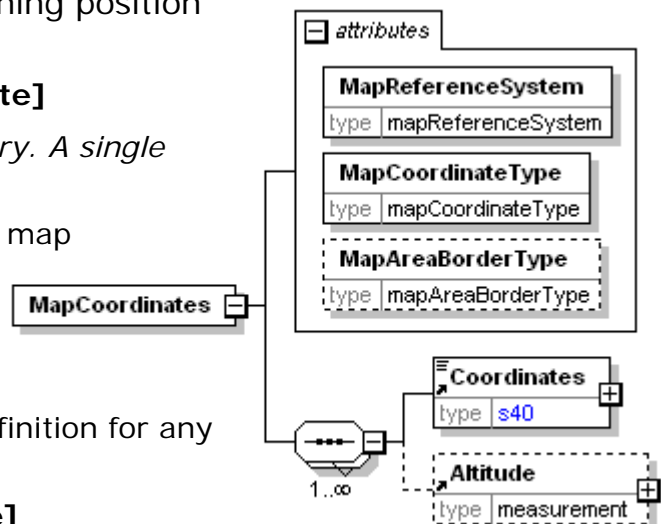 ning position
te]
ry. A single
map
finition for any
e]
attributes
MapReferenceSystem
type mapReferenceSystem
MapCoordinateType
type mapCoordinateType
MapAreaBorderType
type mapAreaBorderType
MapCoordinates
Coordinates
type s40
1..∞
Altitude
type measurement